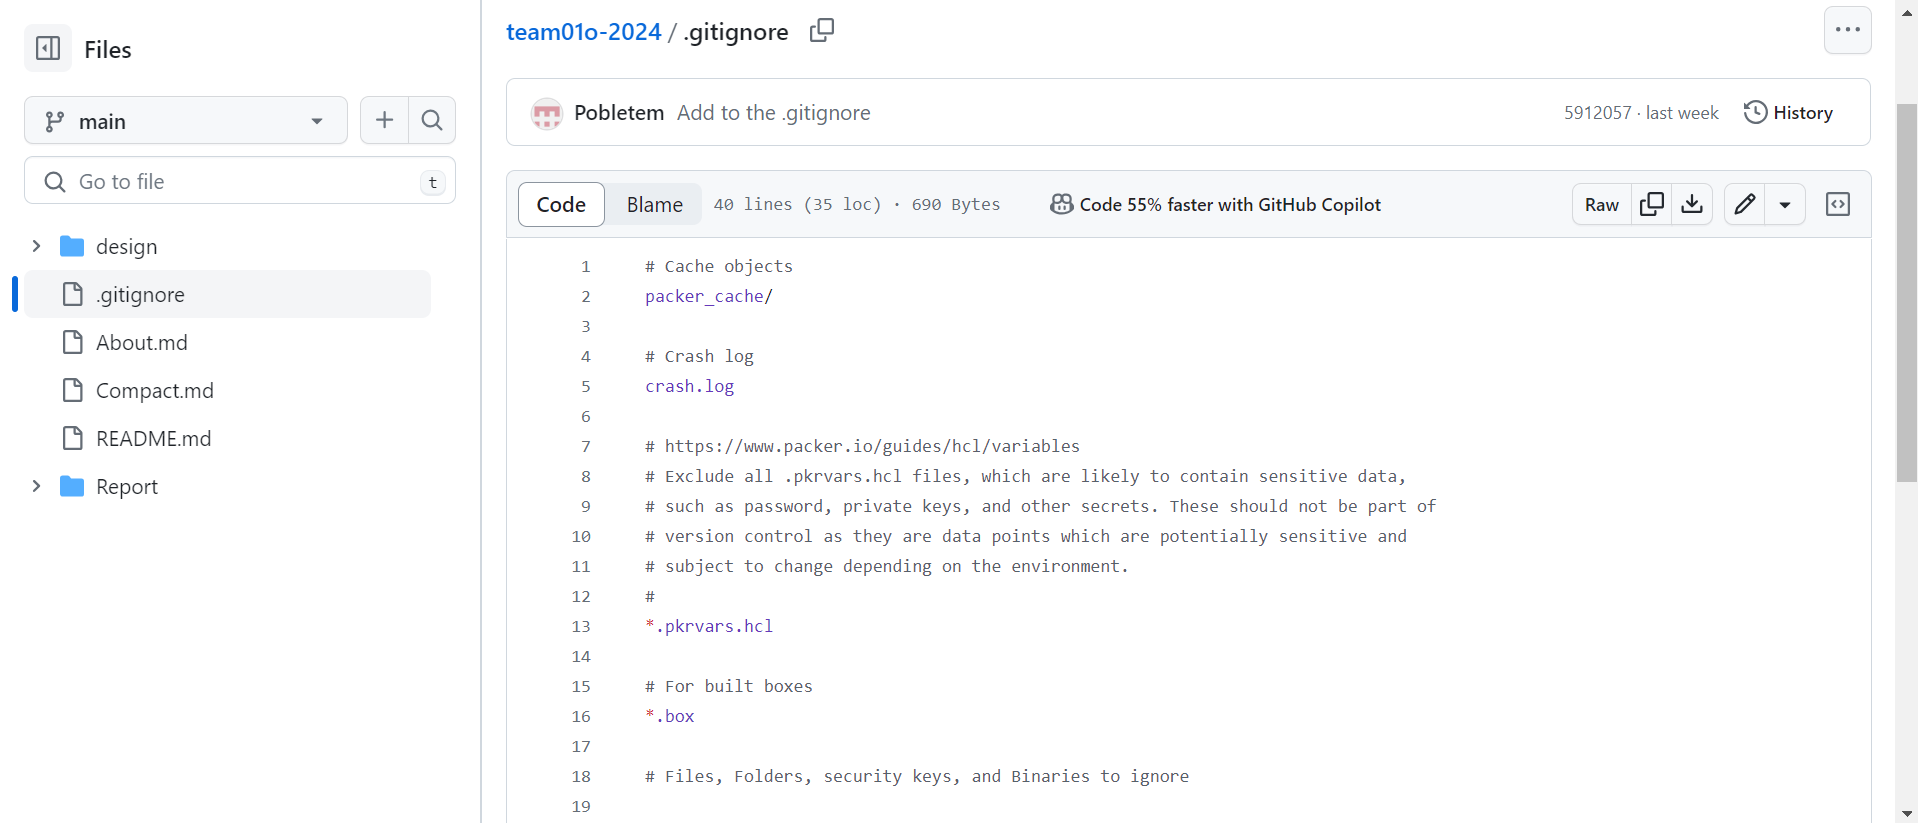 Files
main
Go to file
t
design
.gitignore
About.md
Compact.md
README.md
Report
team01o-2024 / .gitignore
Pobletem Add to the .gitignore
5912057 · last week
History
Code
Blame
40 lines (35 loc) · 690 Bytes
Code 55% faster with GitHub Copilot
Raw
1 # Cache objects
2 packer_cache/
3
4 # Crash log
5 crash.log
6
7 # https://www.packer.io/guides/hcl/variables
8 # Exclude all .pkrvars.hcl files, which are likely to contain sensitive data,
9 # such as password, private keys, and other secrets. These should not be part of
10 # version control as they are data points which are potentially sensitive and
11 # subject to change depending on the environment.
12 #
13 *.pkrvars.hcl
14
15 # For built boxes
16 *.box
17
18 # Files, Folders, security keys, and Binaries to ignore
19